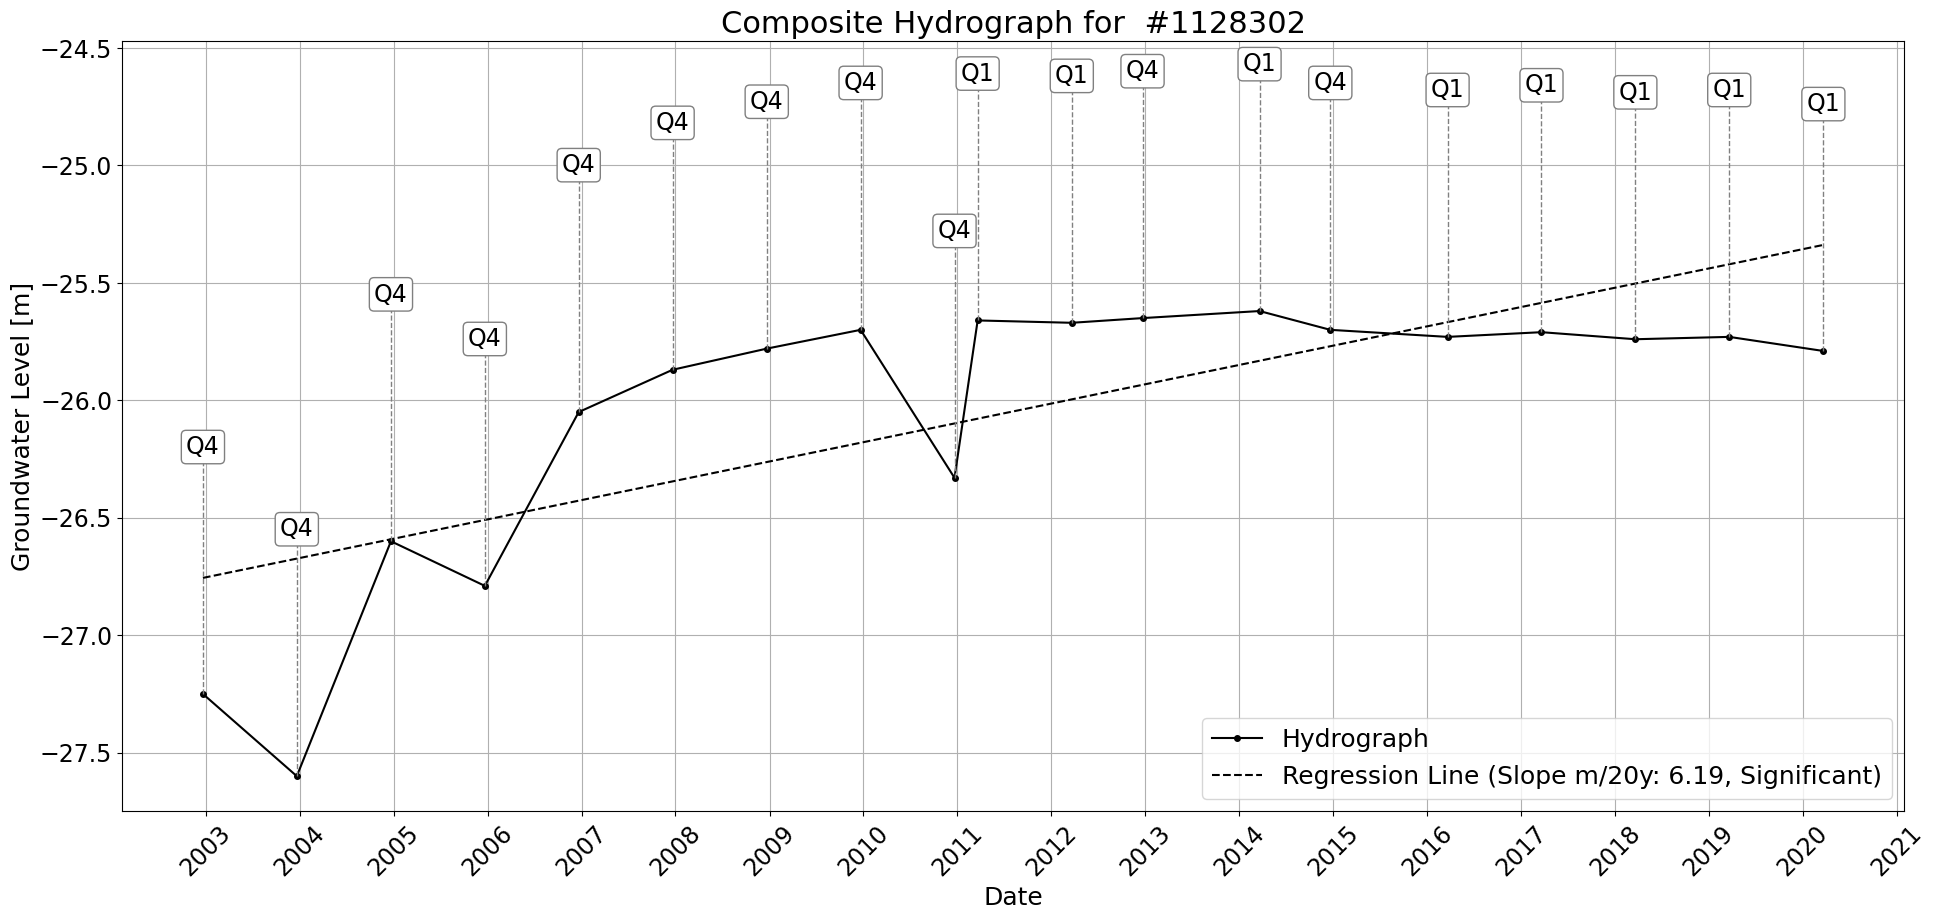 Composite Hydrograph for  #1128302
Groundwater Level [m]
−24.5
−25.0
−25.5
−26.0
−26.5
−27.0
−27.5
Q4
Q4
Q4
Q4
Q4
Q4
Q4
Q4
Q4
Q1
Q1
Q4
Q1
Q4
Q1
Q1
Q1
Q1
Q1
Hydrograph
Regression Line (Slope m/20y: 6.19, Significant)
2003
2004
2005
2006
2007
2008
2009
2010
2011
2012
2013
2014
2015
2016
2017
2018
2019
2020
2021
Date